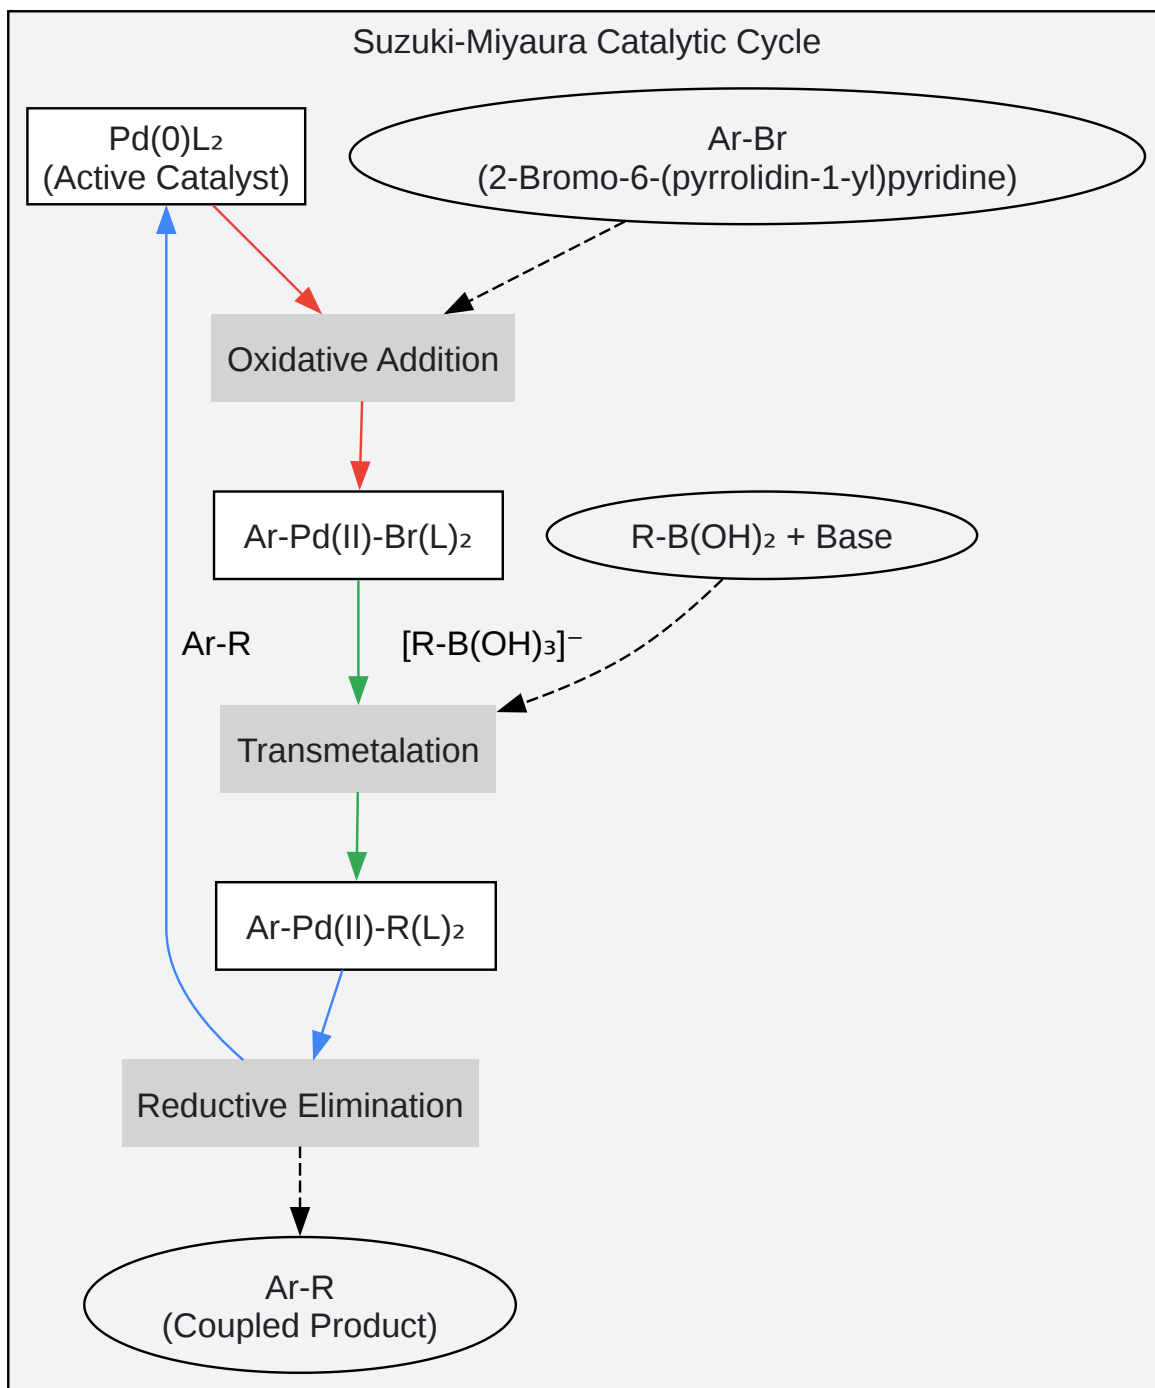 Suzuki-Miyaura Catalytic Cycle
Pd(0)L₂
(Active Catalyst)
Ar-Br
(2-Bromo-6-(pyrrolidin-1-yl)pyridine)
Oxidative Addition
Ar-Pd(II)-Br(L)₂
R-B(OH)₂ + Base
Ar-R
[R-B(OH)₃]⁻
Transmetalation
Ar-Pd(II)-R(L)₂
Reductive Elimination
Ar-R
(Coupled Product)